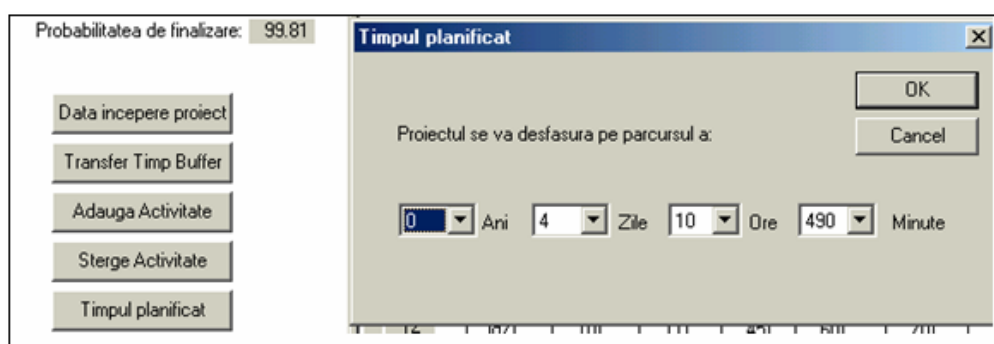 Probabilitatea de finalizare: 99.81
Data incepere proiect
Transfer Timp Buffer
Adauga Activitate
Sterge Activitate
Timpul planificat
Timpul planificat
OK
Proiectul se va desfasura pe parcursul a:
Cancel
0 Ani 4 Zile 10 Ore 490 Minute